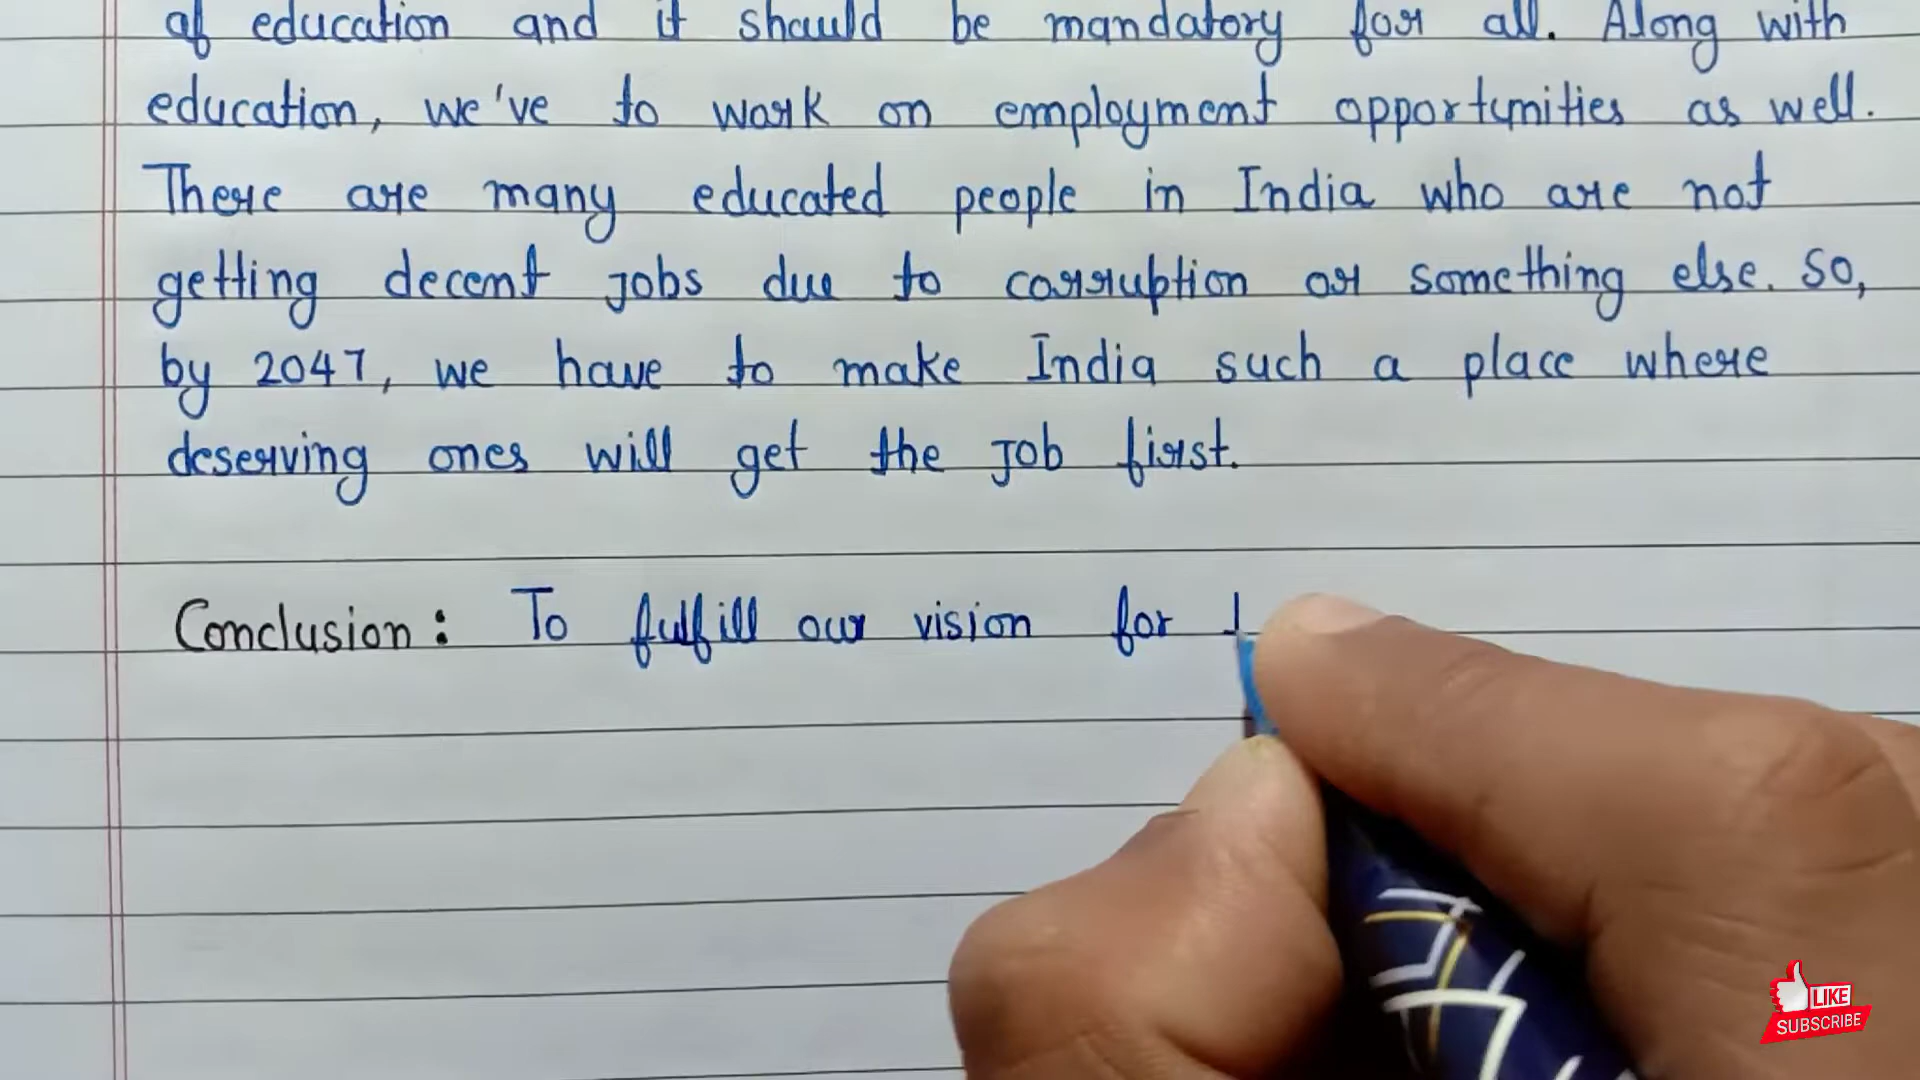 of education and it should be mandatory for all. Along with
education, we've to work on employment opportunities as well.
There are many educated people in India who are not
getting decent jobs due to corruption or something else. So,
by 2047, we have to make India such a place where
deserving ones will get the job first.
Conclusion: To fulfill our vision for
LIKE
SUBSCRIBE